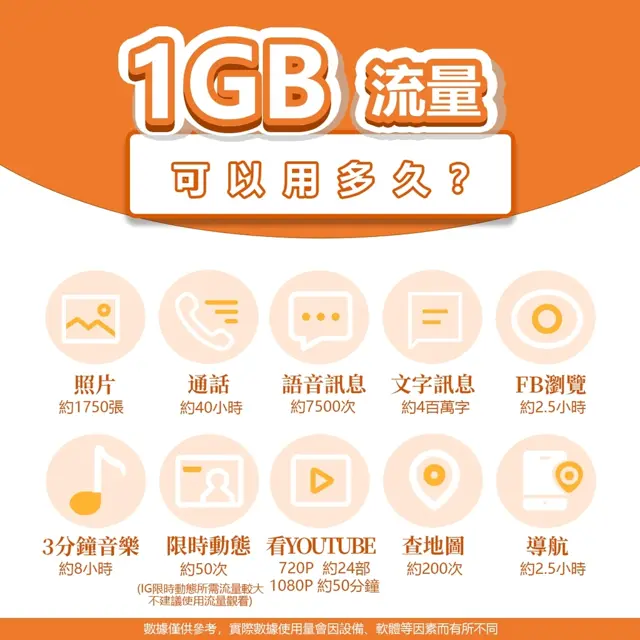 1GB 流量
可以用多久?
照片 通話 語音訊息 文字訊息 FB瀏覽
約1750張 約40小時 約7500次 約4百萬字 約2.5小時
3分鐘音樂 限時動態 看YOUTUBE 查地圖 導航
約8小時 約50次 720P 約24部 約200次 約2.5小時
(IG限時動態所需流量較大 1080P 約50分鐘
不建議使用流量觀看)
數據僅供參考，實際數據使用量會因設備、軟體等因素而有所不同